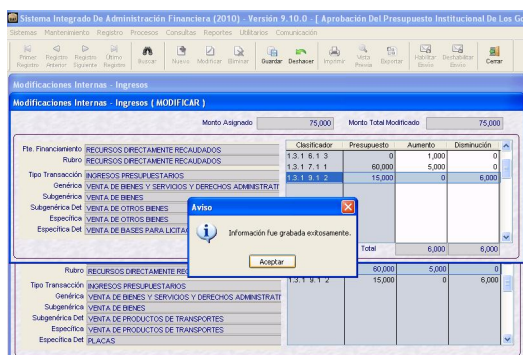 Sistema Integrado De Administración Financiera (2010) - Versión 9.10.0 - [ Aprobación Del Presupuesto Institucional De Los Go
Sistemas Mantenimiento Registro Procesos Consultas Reportes Utilitarios Comunicación
Primer Registro Registro Anterior Registro Siguiente Último Registro Buscar Nuevo Modificar Eliminar Guardar Deshacer Imprimir Vista Previa Exportar Habilitar Envio Deshabilitar Envio Cerrar
Modificaciones Internas - Ingresos
Modificaciones Internas - Ingresos ( MODIFICAR )
Monto Asignado 75,000 Monto Total Modificado 75,000
Fte. Financiamiento RECURSOS DIRECTAMENTE RECAUDADOS
Rubro RECURSOS DIRECTAMENTE RECAUDADOS
Tipo Transacción INGRESOS PRESUPUESTARIOS
Genérica VENTA DE BIENES Y SERVICIOS Y DERECHOS ADMINISTRATI
Subgenérica VENTA DE BIENES
Subgenérica Det VENTA DE OTROS BIENES
Específica VENTA DE OTROS BIENES
Específica Det VENTA DE BASES PARA LICITAC
Clasificador Presupuesto Aumento Disminución
1.3.1 6.1 3 0 1,000 0
1.3.1 7.1 1 60,000 5,000 0
1.3.1 9.1 2 15,000 0 6,000
Total 6,000 6,000
Aviso
Información fue grabada exitosamente.
Aceptar
Rubro RECURSOS DIRECTAMENTE REC
Tipo Transacción INGRESOS PRESUPUESTARIOS
Genérica VENTA DE BIENES Y SERVICIOS Y DERECHOS ADMINISTRATI
Subgenérica VENTA DE BIENES
Subgenérica Det VENTA DE PRODUCTOS DE TRANSPORTES
Específica VENTA DE PRODUCTOS DE TRANSPORTES
Específica Det PLACAS
60,000 5,000 0
1.3.1 9.1 2 15,000 0 6,000